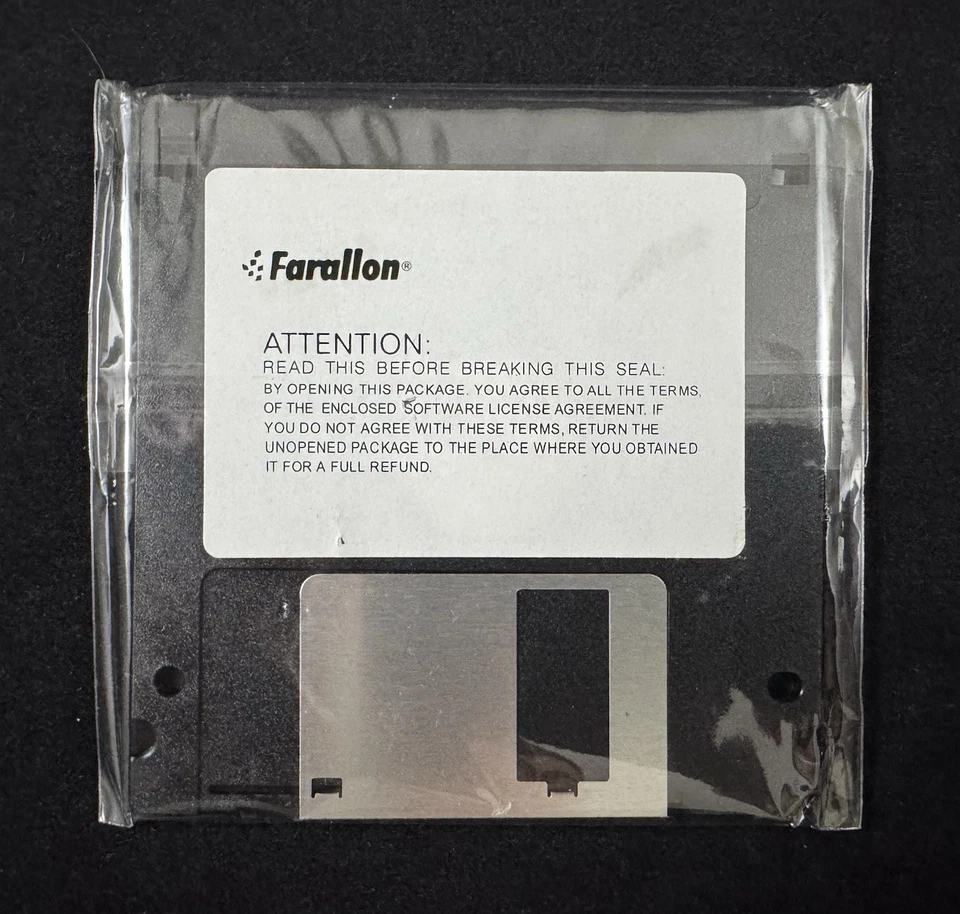 Farallon®
ATTENTION:
READ THIS BEFORE BREAKING THIS SEAL:
BY OPENING THIS PACKAGE, YOU AGREE TO ALL THE TERMS,
OF THE ENCLOSED SOFTWARE LICENSE AGREEMENT. IF
YOU DO NOT AGREE WITH THESE TERMS, RETURN THE
UNOPENED PACKAGE TO THE PLACE WHERE YOU OBTAINED
IT FOR A FULL REFUND.